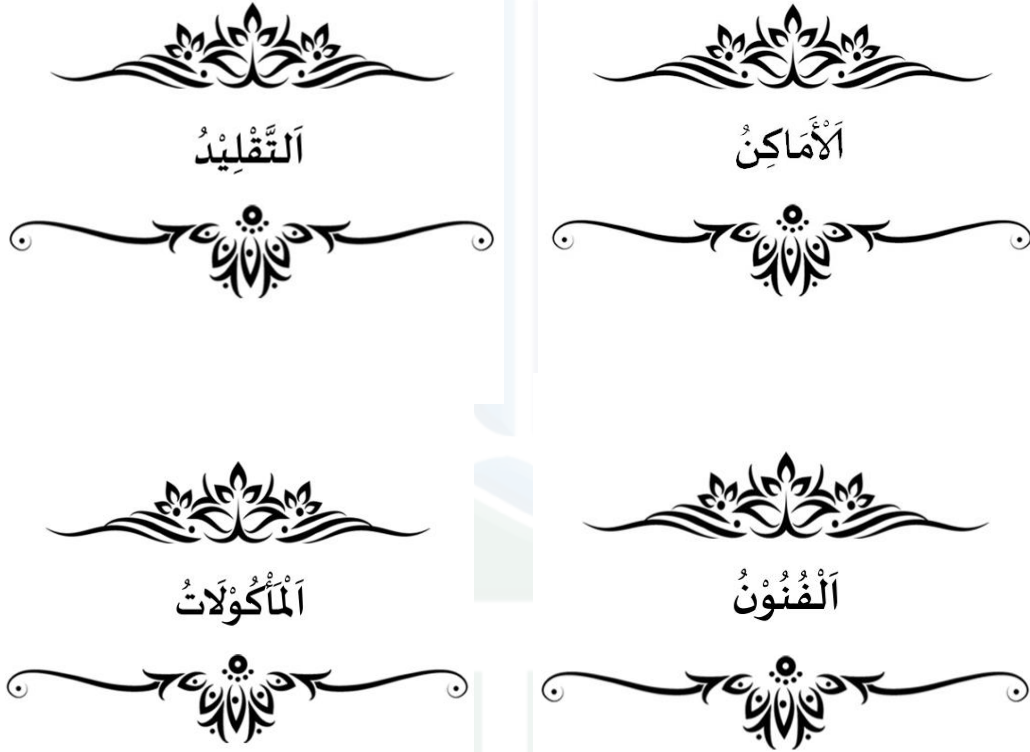 اَلْأَمَاكِنُ
اَلتَّقْلِيْدُ
اَلْفُنُوْنُ
اَلْمَأْكُوْلَاتُ